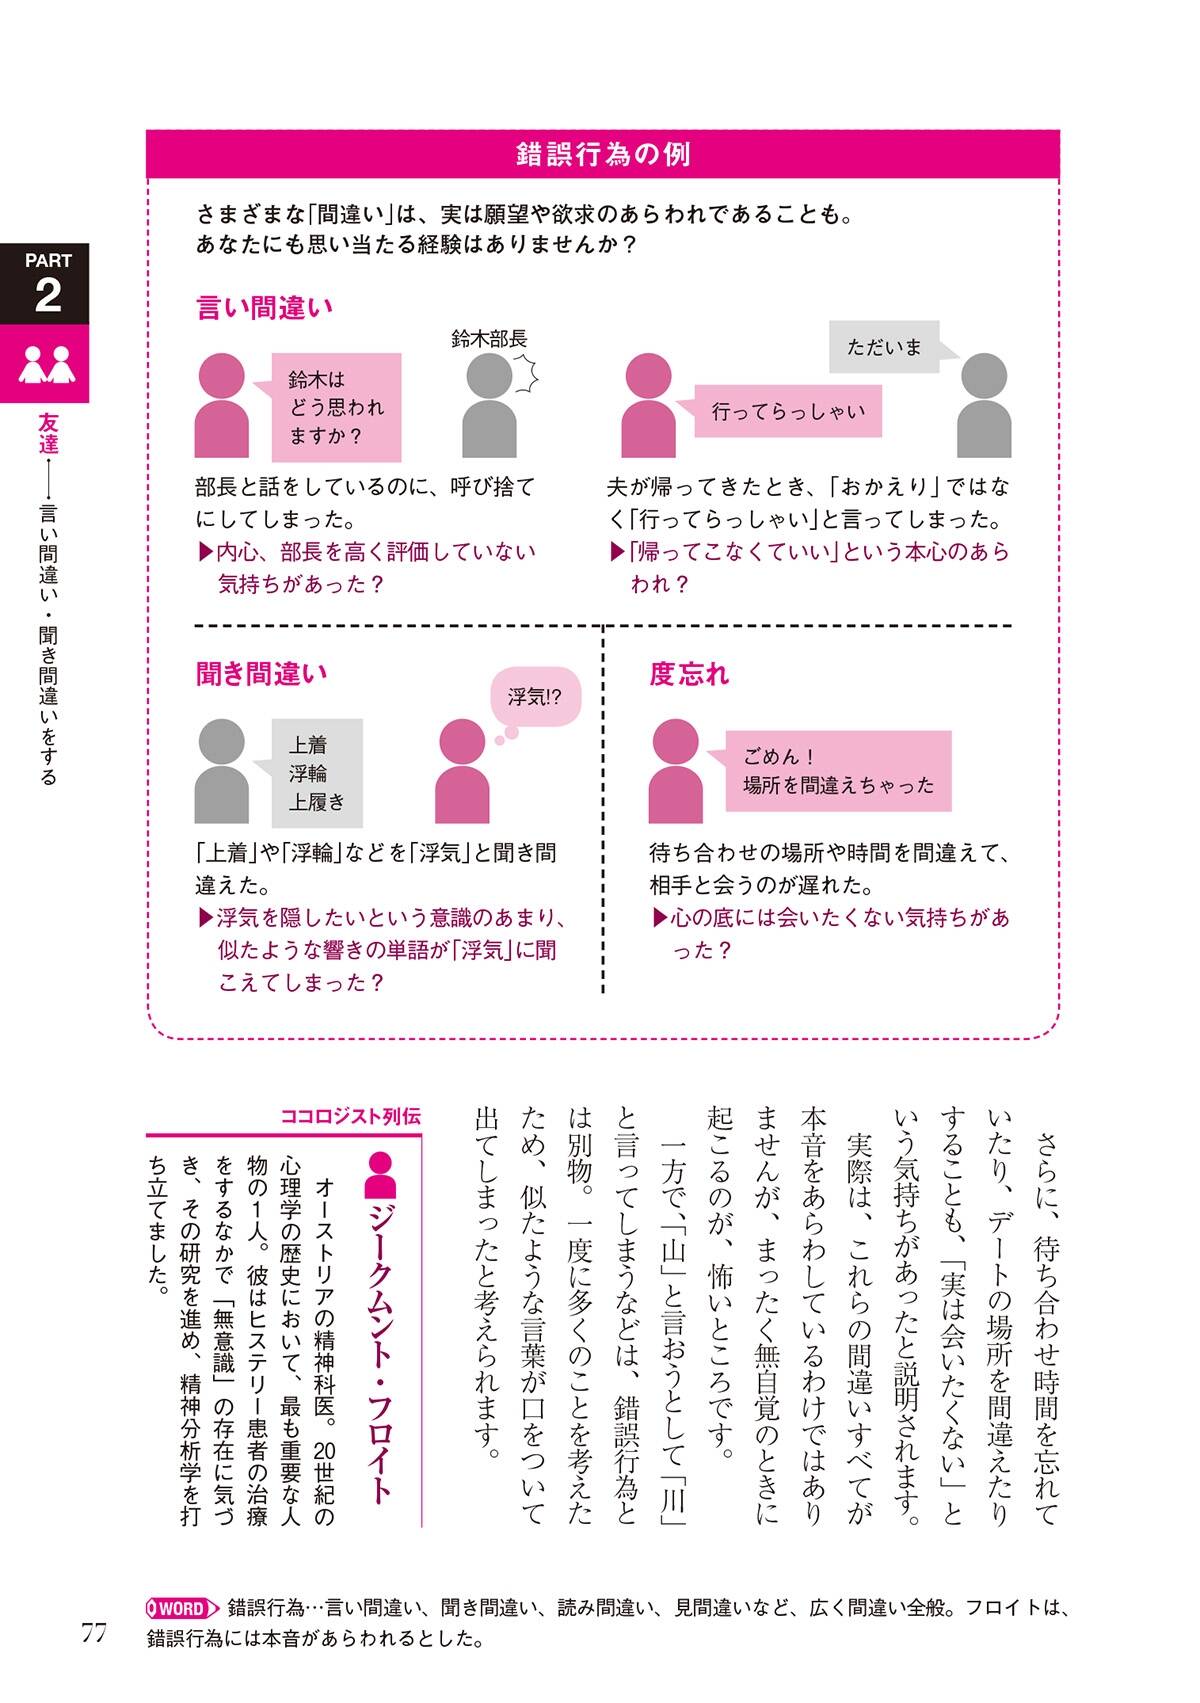 PART
2
友達――言い間違い・聞き間違いをする
錯誤行為の例
さまざまな「間違い」は、実は願望や欲求のあらわれであることも。
あなたにも思い当たる経験はありませんか？
言い間違い
鈴木は
どう思われ
ますか？
鈴木部長
部長と話をしているのに、呼び捨て
にしてしまった。
▶内心、部長を高く評価していない
気持ちがあった？
ただいま
行ってらっしゃい
夫が帰ってきたとき、「おかえり」ではな
く「行ってらっしゃい」と言ってしまった。
▶「帰ってこなくていい」という本心のあら
われ？
聞き間違い
上着
浮輪
上履き
浮気!?
「上着」や「浮輪」などを「浮気」と聞き間
違えた。
▶浮気を隠したいという意識のあまり、
似たような響きの単語が「浮気」に聞
こえてしまった？
度忘れ
ごめん！
場所を間違えちゃった
待ち合わせの場所や時間を間違えて、
相手と会うのが遅れた。
▶心の底には会いたくない気持ちがあ
った？
さらに、待ち合わせ時間を忘れて
いたり、デートの場所を間違えたり
することも、「実は会いたくない」と
いう気持ちがあったと説明されます。
実際は、これらの間違いすべてが
本音をあらわしているわけではあり
ませんが、まったく無自覚のときに
起こるのが、怖いところです。
一方で、「山」と言おうとして「川」
と言ってしまうなどは、錯誤行為と
は別物。一度に多くのことを考えた
ため、似たような言葉が口をついて
出てしまったと考えられます。
ココロジスト列伝
ジークムント・フロイト
オーストリアの精神科医。20世紀の
心理学の歴史において、最も重要な人
物の1人。彼はヒステリー患者の治療
をするなかで「無意識」の存在に気づ
き、その研究を進め、精神分析学を打
ち立てました。
WORD 錯誤行為…言い間違い、聞き間違い、読み間違い、見間違いなど、広く間違い全般。フロイトは、
錯誤行為には本音があらわれるとした。
77